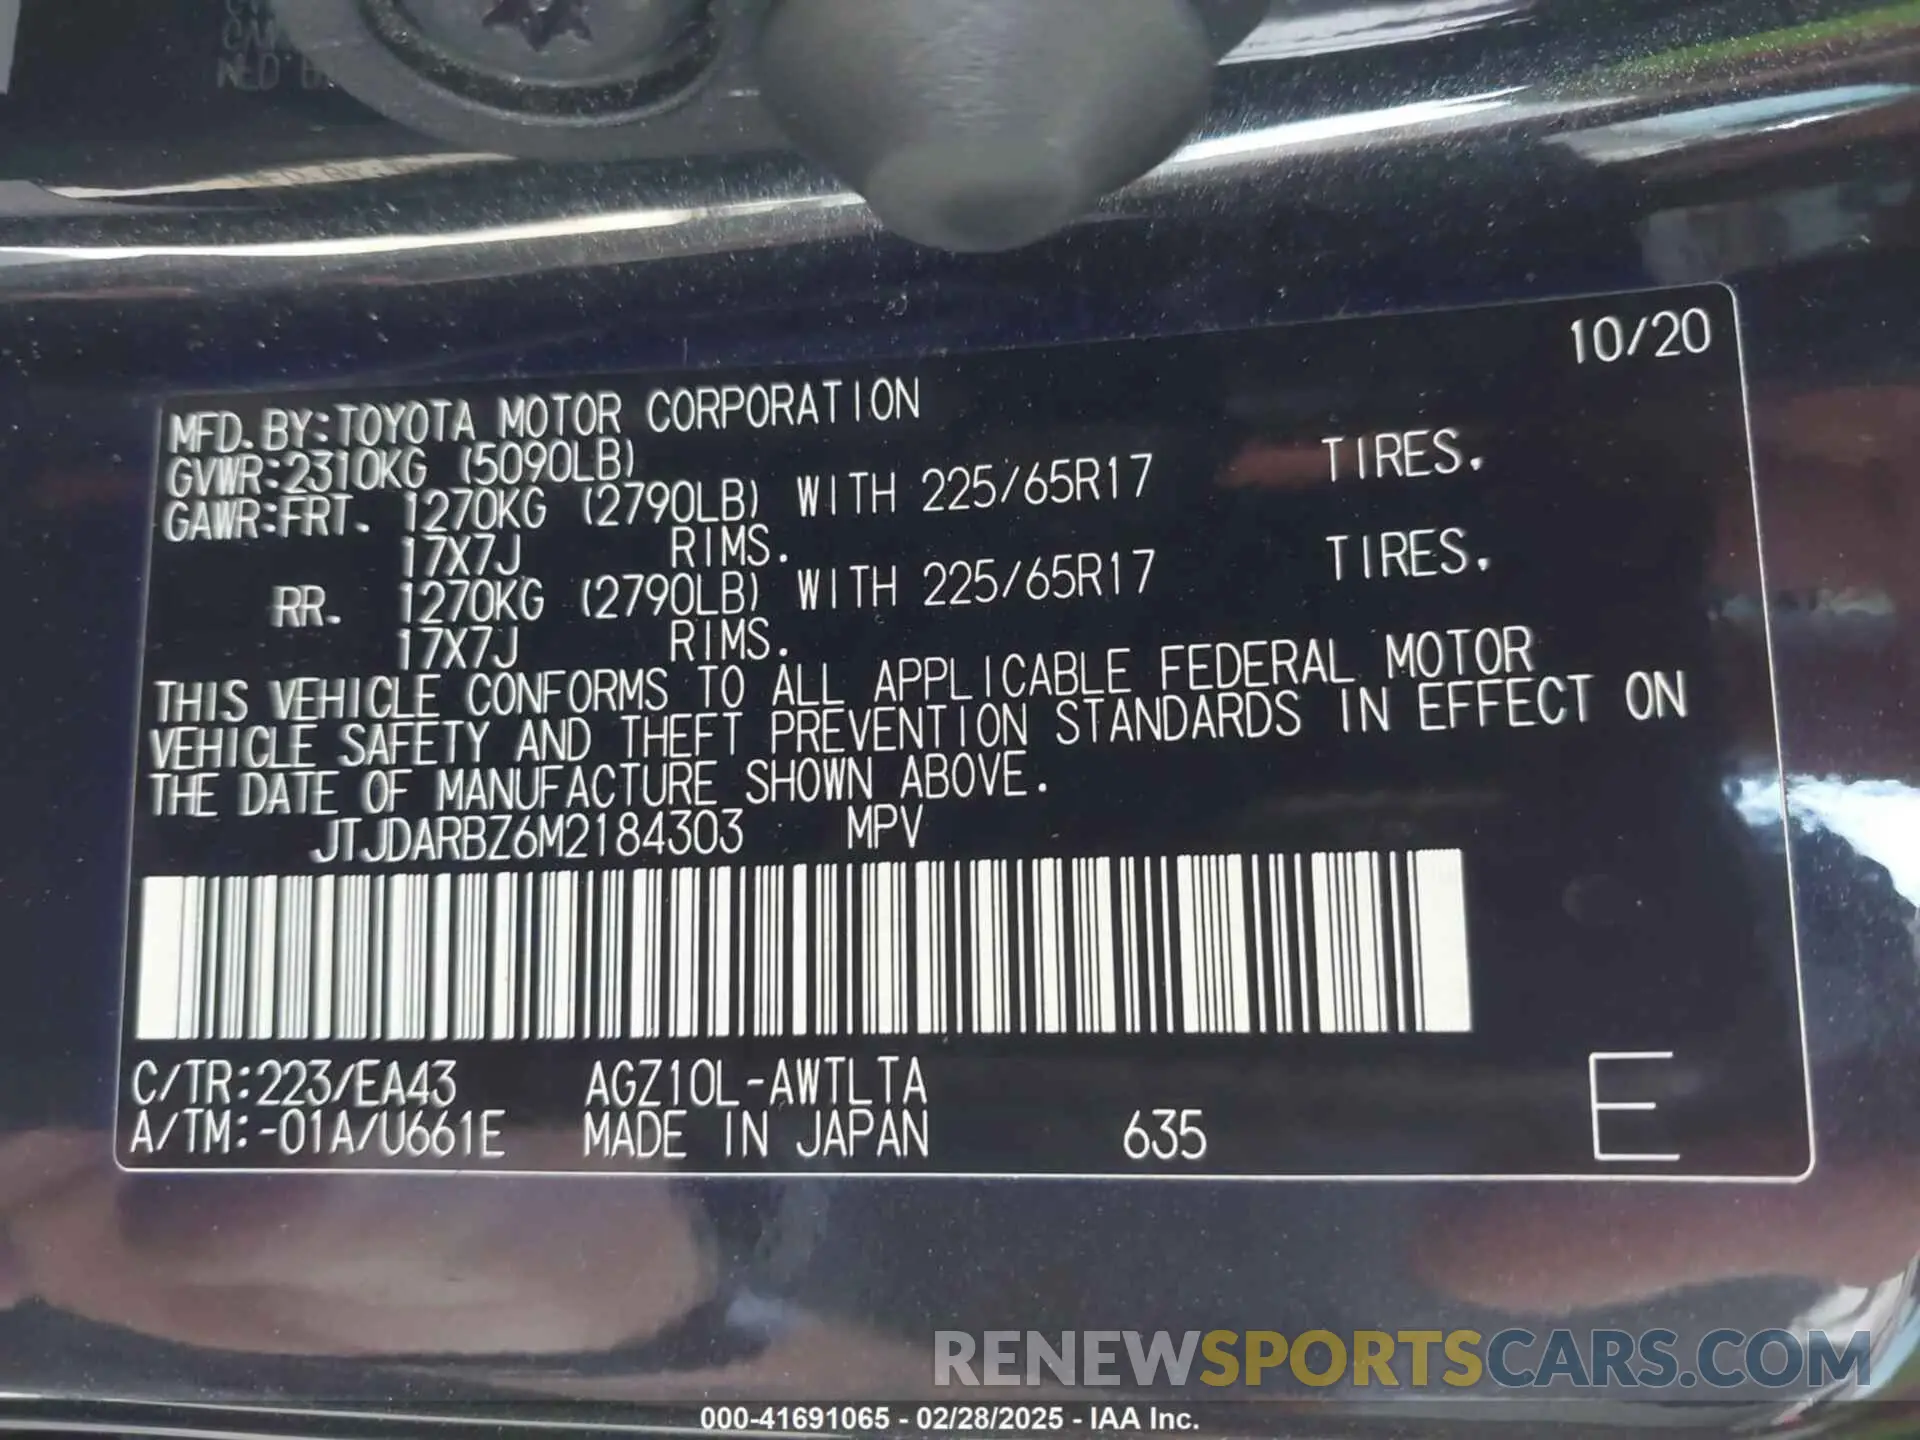 10/20
MFD. BY:TOYOTA MOTOR CORPORATION
GVWR:2310KG (5090LB)
GAWR:FRT. 1270KG (2790LB) WITH 225/65R17 TIRES.
17X7J RIMS.
RR. 1270KG (2790LB) WITH 225/65R17 TIRES.
17X7J RIMS.
THIS VEHICLE CONFORMS TO ALL APPLICABLE FEDERAL MOTOR
VEHICLE SAFETY AND THEFT PREVENTION STANDARDS IN EFFECT ON
THE DATE OF MANUFACTURE SHOWN ABOVE.
JTJDARBZ6M2184303 MPV
C/TR:223/EA43 AGZ10L-AWTLTA
A/TM:-01A/U661E MADE IN JAPAN 635 E
RENEWSPORTSCARS.COM
000-41691065 - 02/28/2025 - IAA Inc.